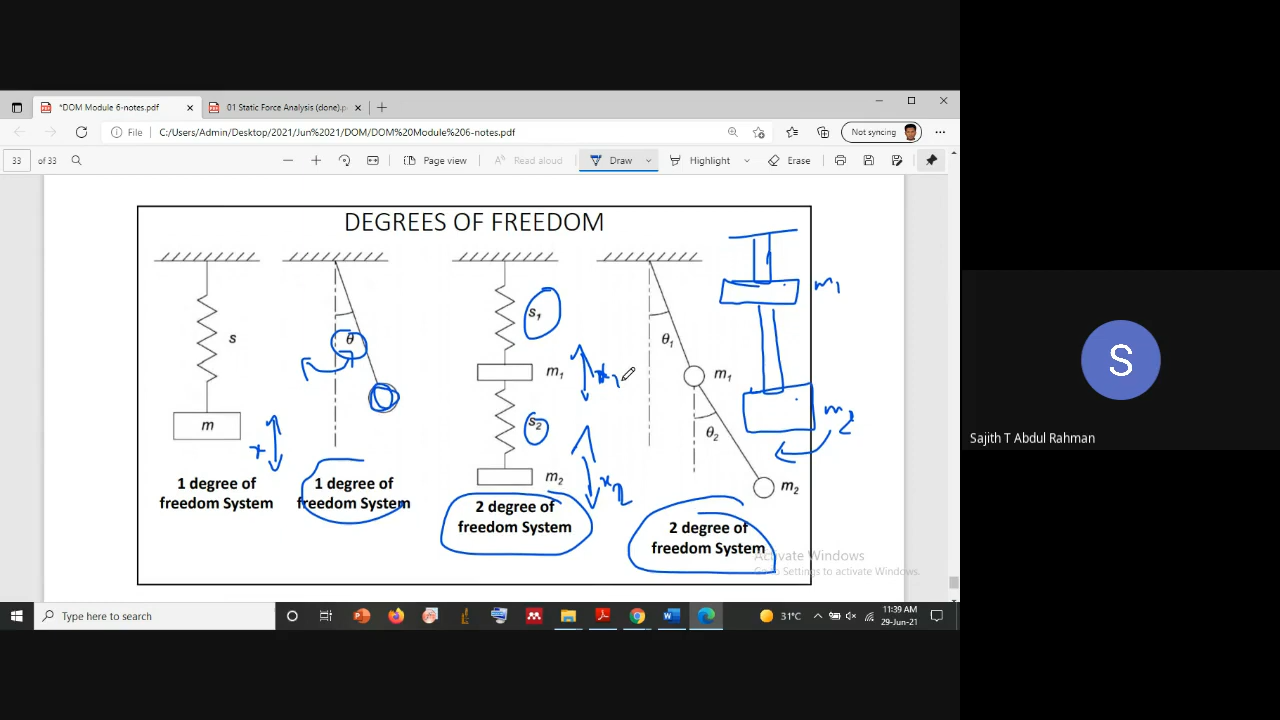 *DOM Module 6-notes.pdf
01 Static Force Analysis (done).p
File
C:/Users/Admin/Desktop/2021/Jun%2021/DOM/DOM%20Module%206-notes.pdf
Not syncing
33 of 33
Page view
Read aloud
Draw
Highlight
Erase
DEGREES OF FREEDOM
s
θ
s₁
m₁
x₁
s₂
m₂
x₂
m
x
θ₁
m₁
θ₂
m₂
m₁
m₂
1 degree of
freedom System
1 degree of
freedom System
2 degree of
freedom System
2 degree of
freedom System
Activate Windows
Go to Settings to activate Windows.
S
Sajith T Abdul Rahman
Type here to search
31°C
11:39 AM
29-Jun-21